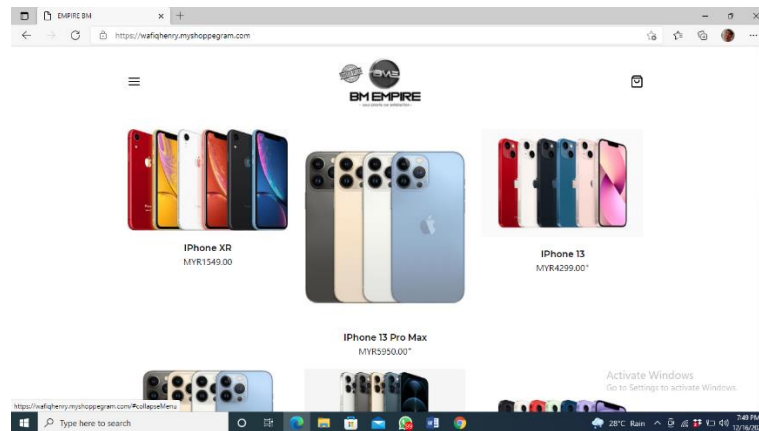 EMPIRE BM
https://wafiqhenry.myshoppegram.com
BME
BM EMPIRE
IPhone XR
MYR1549.00
IPhone 13 Pro Max
MYR5950.00+
IPhone 13
MYR4299.00+
Activate Windows
Go to Settings to activate Windows.
https://wafiqhenry.myshoppegram.com/#collapseMenu
Type here to search
28°C Rain
7:49 PM